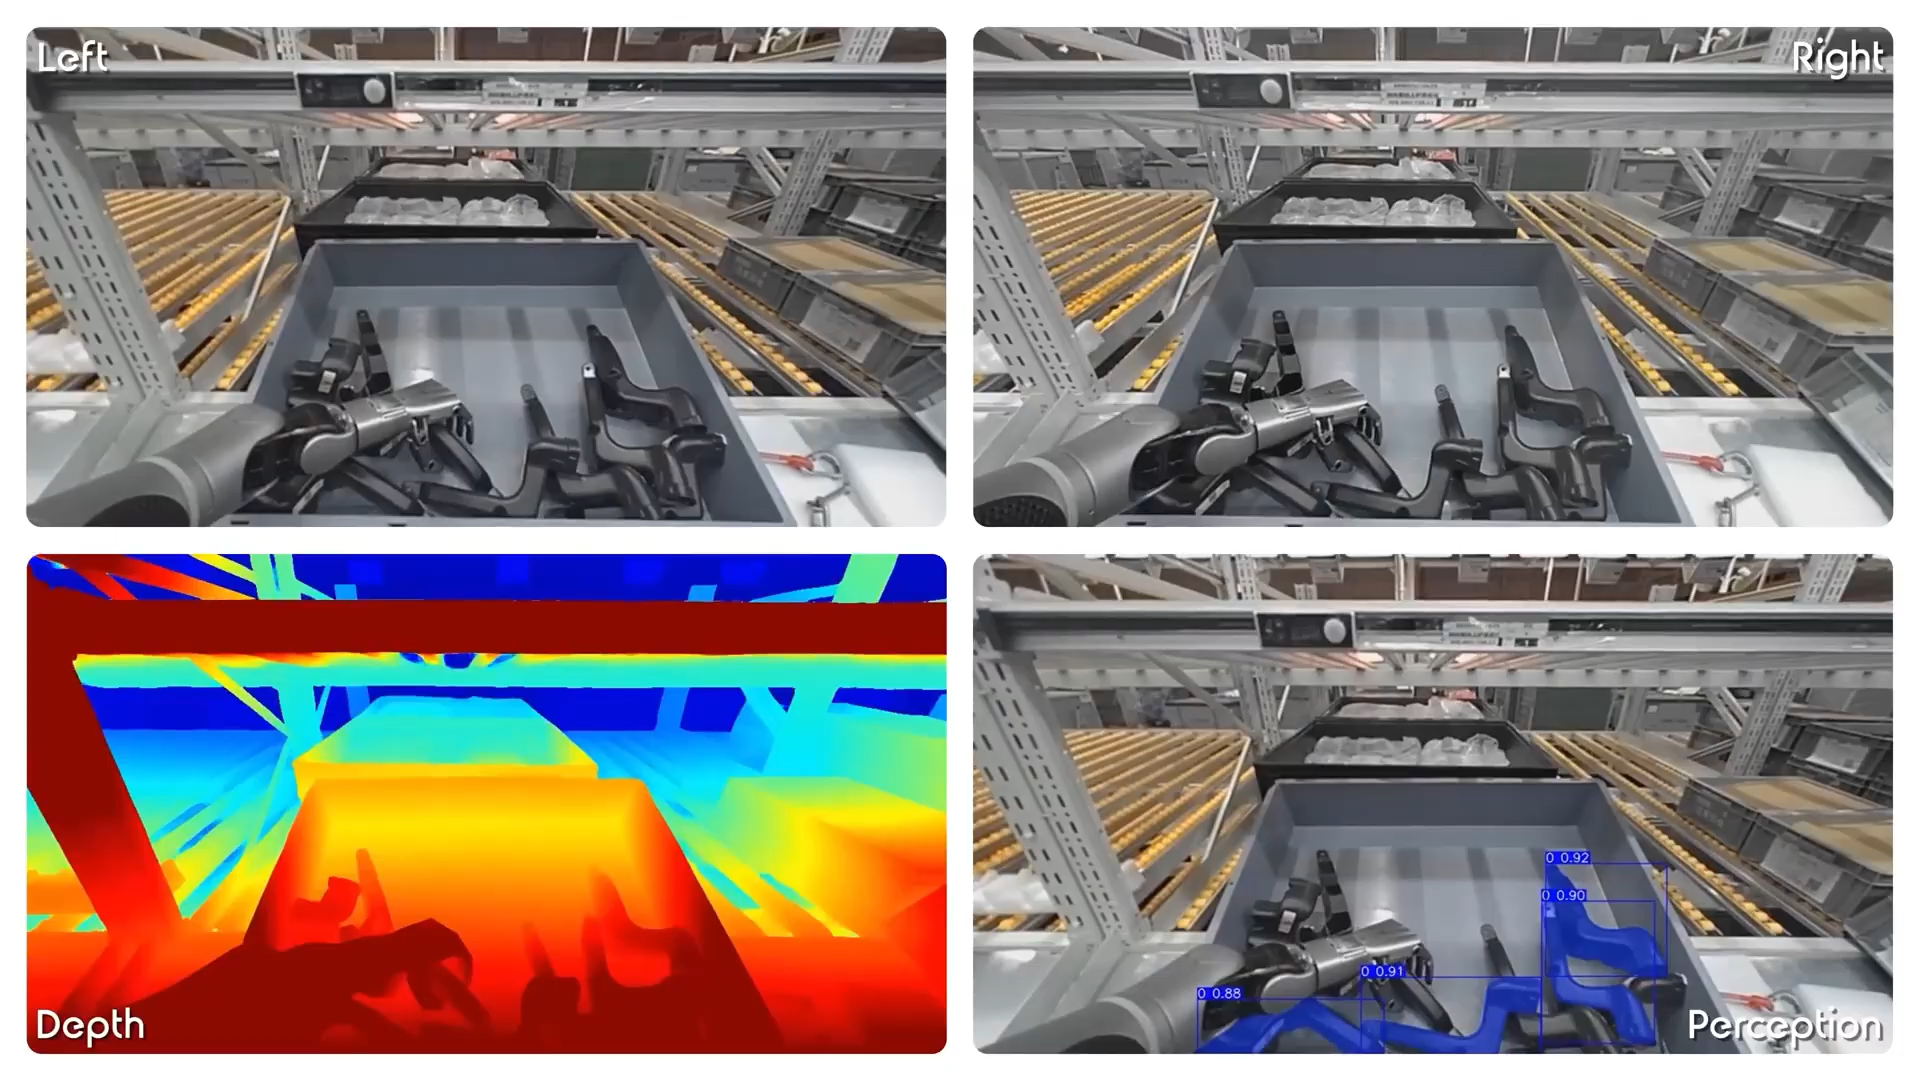 Left
Right
Depth
0 0.92
0 0.90
0 0.91
0 0.88
Perception